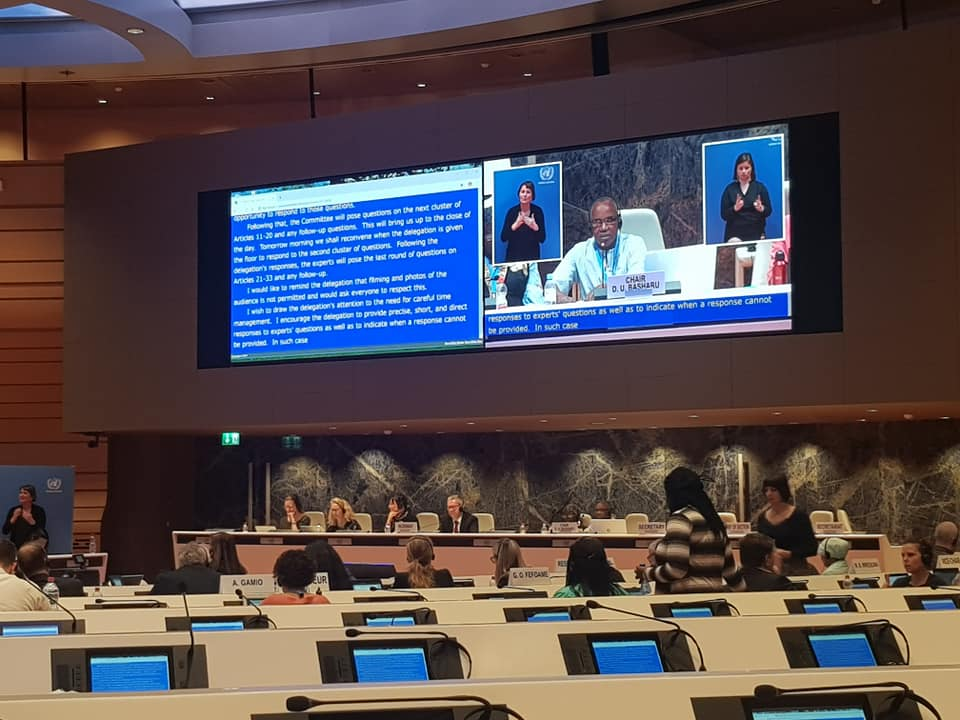 opportunity to respond to those questions.
Following that, the Committee will pose questions on the next cluster of
Articles 11-20 and any follow-up questions. This will bring us up to the close of
the day. Tomorrow morning we shall reconvene when the delegation is given
the floor to respond to the second cluster of questions. Following the
delegation's responses, the experts will pose the last round of questions on
Articles 21-33 and any follow-up.
I would like to remind the delegation that filming and photos of the
audience is not permitted and would ask everyone to respect this.
I wish to draw the delegation's attention to the need for careful time
management. I encourage the delegation to provide precise, short, and direct
responses to experts' questions as well as to indicate when a response cannot
be provided. In such case
CHAIR
D. U. BASHARU
responses to experts' questions as well as to indicate when a response cannot
be provided. In such case
SECRETARY
SECRETARIAT
A. GAMIO
G. O. FEFOAME
VICE-CHAIR